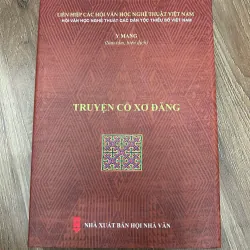 LIÊN HIỆP CÁC HỘI VĂN HỌC NGHỆ THUẬT VIỆT NAM
HỘI VĂN HỌC NGHỆ THUẬT CÁC DÂN TỘC THIỂU SỐ VIỆT NAM
Y MANG
TRUYỆN CỔ XƠ ĐĂNG
NHÀ XUẤT BẢN HỘI NHÀ VĂN